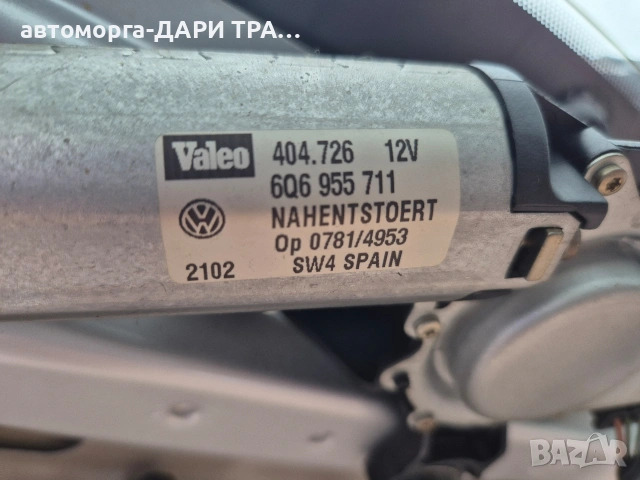 автоморга-ДАРИ ТРА...
Valeo 404.726 12V
6Q6 955 711
NAHENTSTOERT
Op 0781/4953
2102 SW4 SPAIN
BAZAR